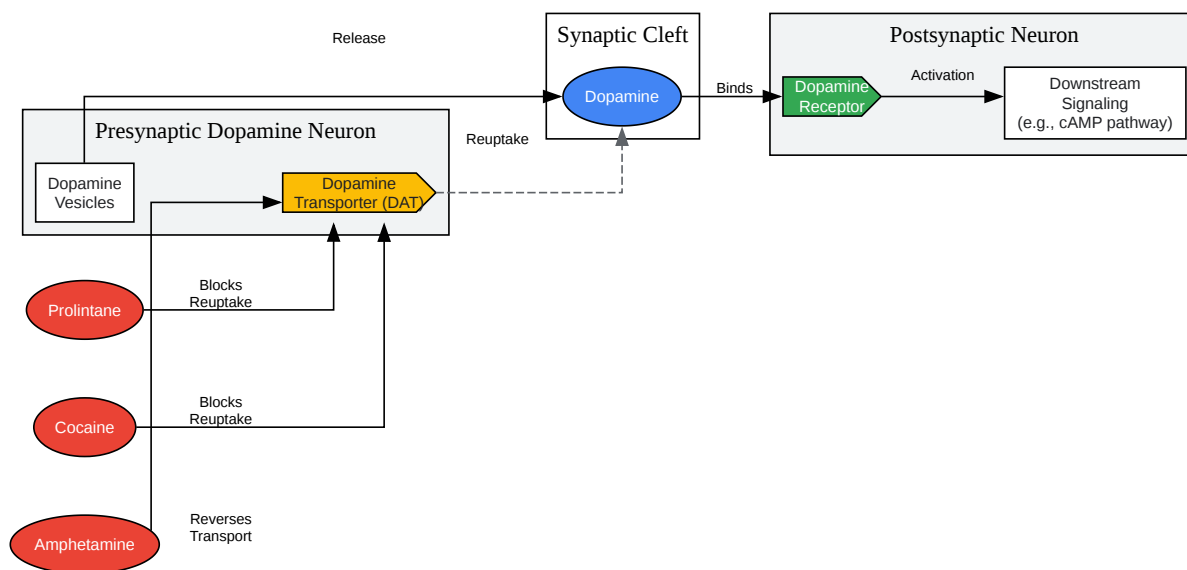 Release
Synaptic Cleft
Postsynaptic Neuron
Dopamine
Binds
Dopamine
Receptor
Activation
Downstream
Signaling
(e.g., cAMP pathway)
Presynaptic Dopamine Neuron
Reuptake
Dopamine
Vesicles
Dopamine
Transporter (DAT)
Prolintane
Blocks
Reuptake
Cocaine
Blocks
Reuptake
Amphetamine
Reverses
Transport